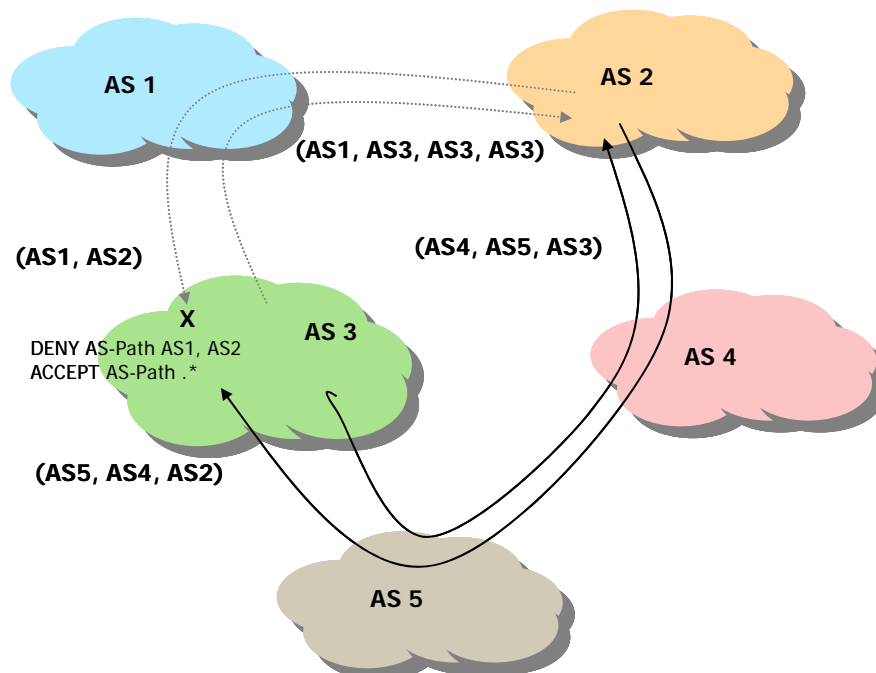 AS 1
AS 2
(AS1, AS3, AS3, AS3)
(AS4, AS5, AS3)
(AS1, AS2)
X
AS 3
DENY AS-Path AS1, AS2
ACCEPT AS-Path .*
AS 4
(AS5, AS4, AS2)
AS 5